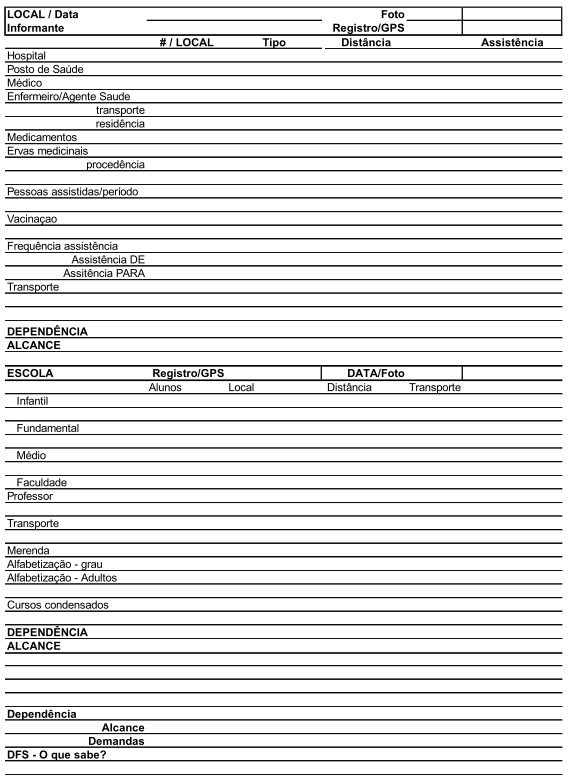 LOCAL / Data Foto
Informante Registro/GPS
# / LOCAL Tipo Distância Assistência
Hospital
Posto de Saúde
Médico
Enfermeiro/Agente Saude
transporte
residência
Medicamentos
Ervas medicinais
procedência
Pessoas assistidas/período
Vacinaçao
Frequência assistência
Assistência DE
Assitência PARA
Transporte
DEPENDÊNCIA
ALCANCE
ESCOLA Registro/GPS DATA/Foto
Alunos Local Distância Transporte
Infantil
Fundamental
Médio
Faculdade
Professor
Transporte
Merenda
Alfabetização - grau
Alfabetização - Adultos
Cursos condensados
DEPENDÊNCIA
ALCANCE
Dependência
Alcance
Demandas
DFS - O que sabe?